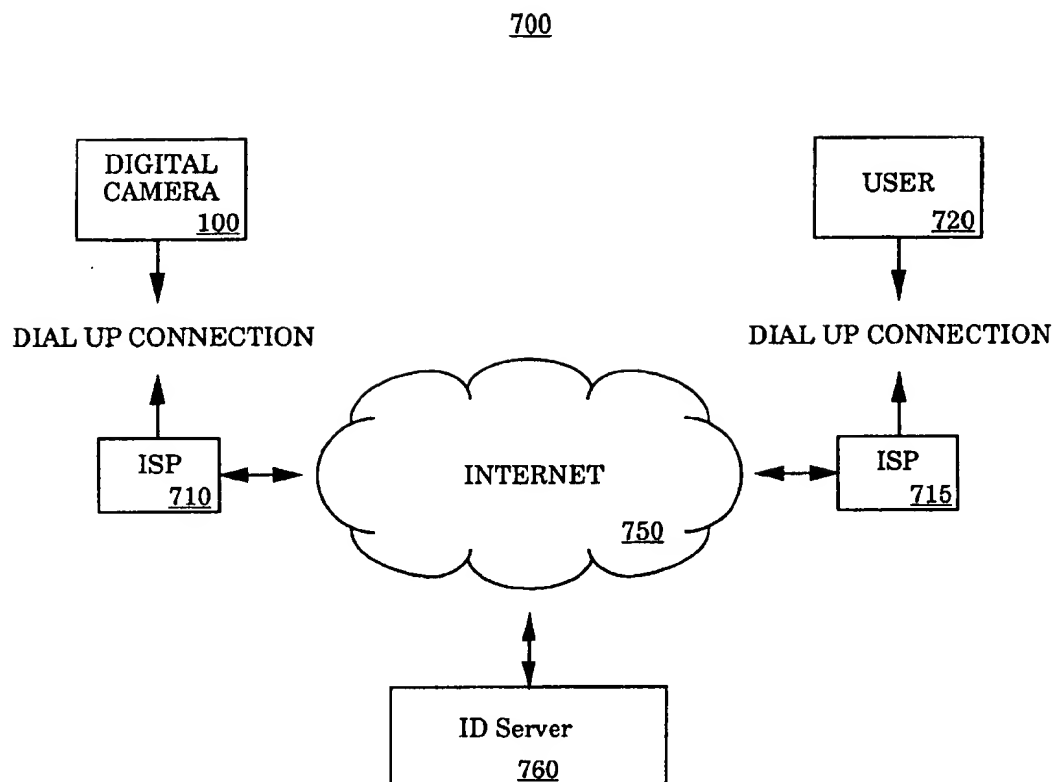 700
DIGITAL
CAMERA
100
USER
720
DIAL UP CONNECTION
DIAL UP CONNECTION
ISP
710
INTERNET
750
ISP
715
ID Server
760